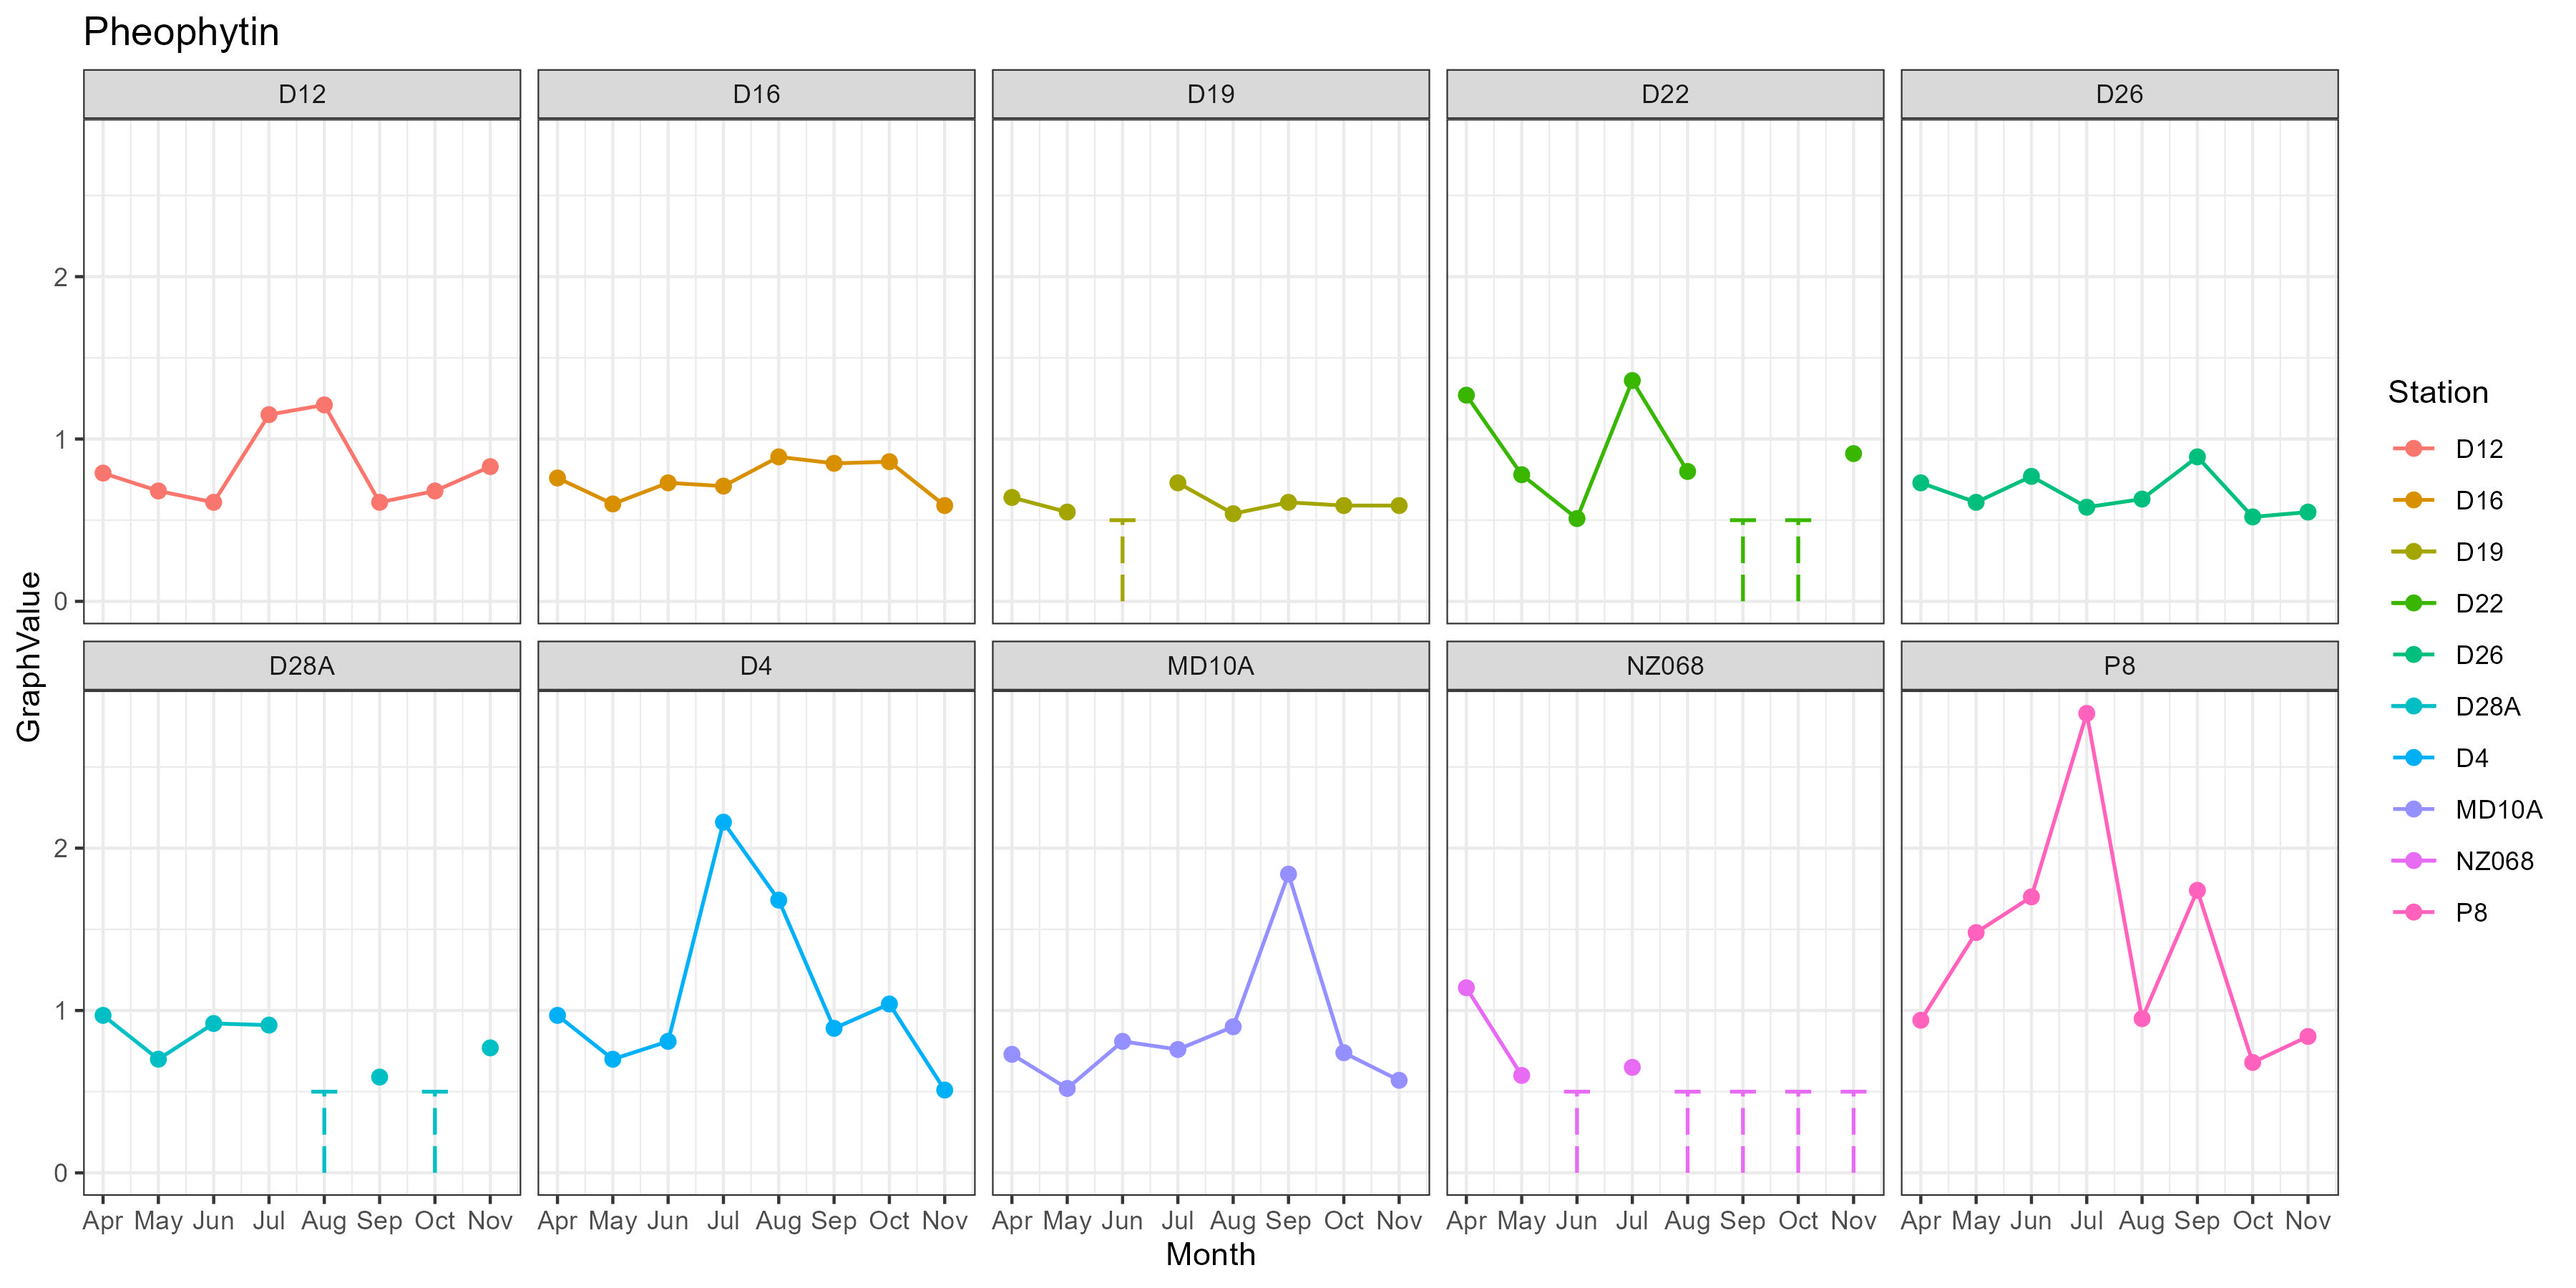 Pheophytin
D12 D16 D19 D22 D26
2
1
0
D28A D4 MD10A NZ068 P8
2
1
0
Apr May Jun Jul Aug Sep Oct Nov Apr May Jun Jul Aug Sep Oct Nov Apr May Jun Jul Aug Sep Oct Nov Apr May Jun Jul Aug Sep Oct Nov Apr May Jun Jul Aug Sep Oct Nov
Month
GraphValue
Station
D12
D16
D19
D22
D26
D28A
D4
MD10A
NZ068
P8